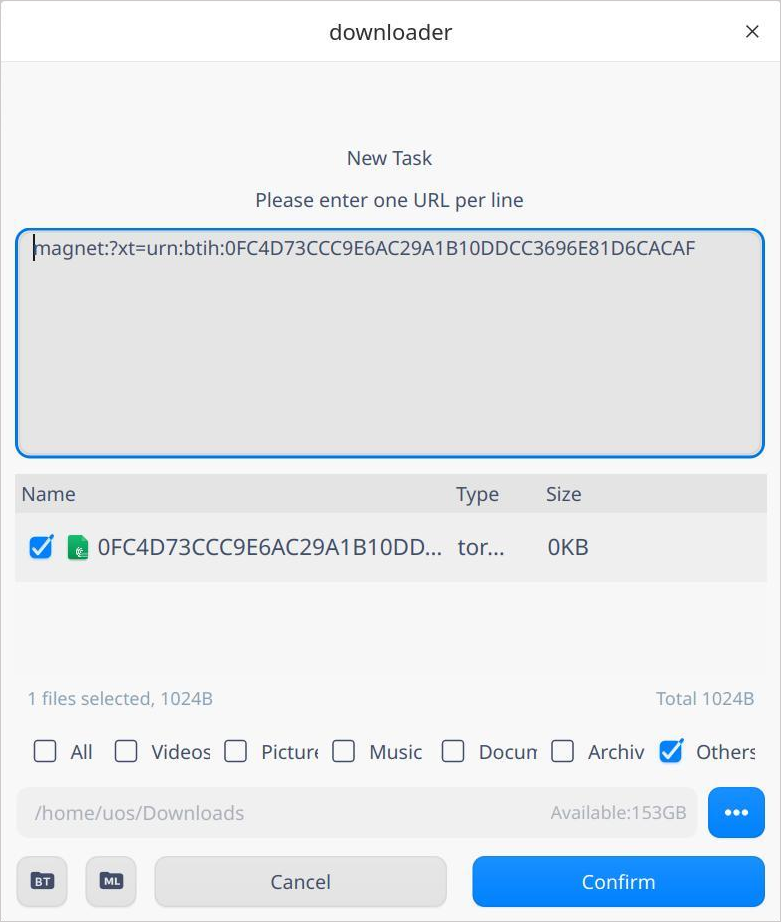 downloader
New Task
Please enter one URL per line
magnet:?xt=urn:btih:0FC4D73CCC9E6AC29A1B10DDCC3696E81D6CACAF
Name Type Size
0FC4D73CCC9E6AC29A1B10DD... tor... 0KB
1 files selected, 1024B Total 1024B
All Videos Picture Music Docum Archiv Others
/home/uos/Downloads Available:153GB
BT ML Cancel Confirm